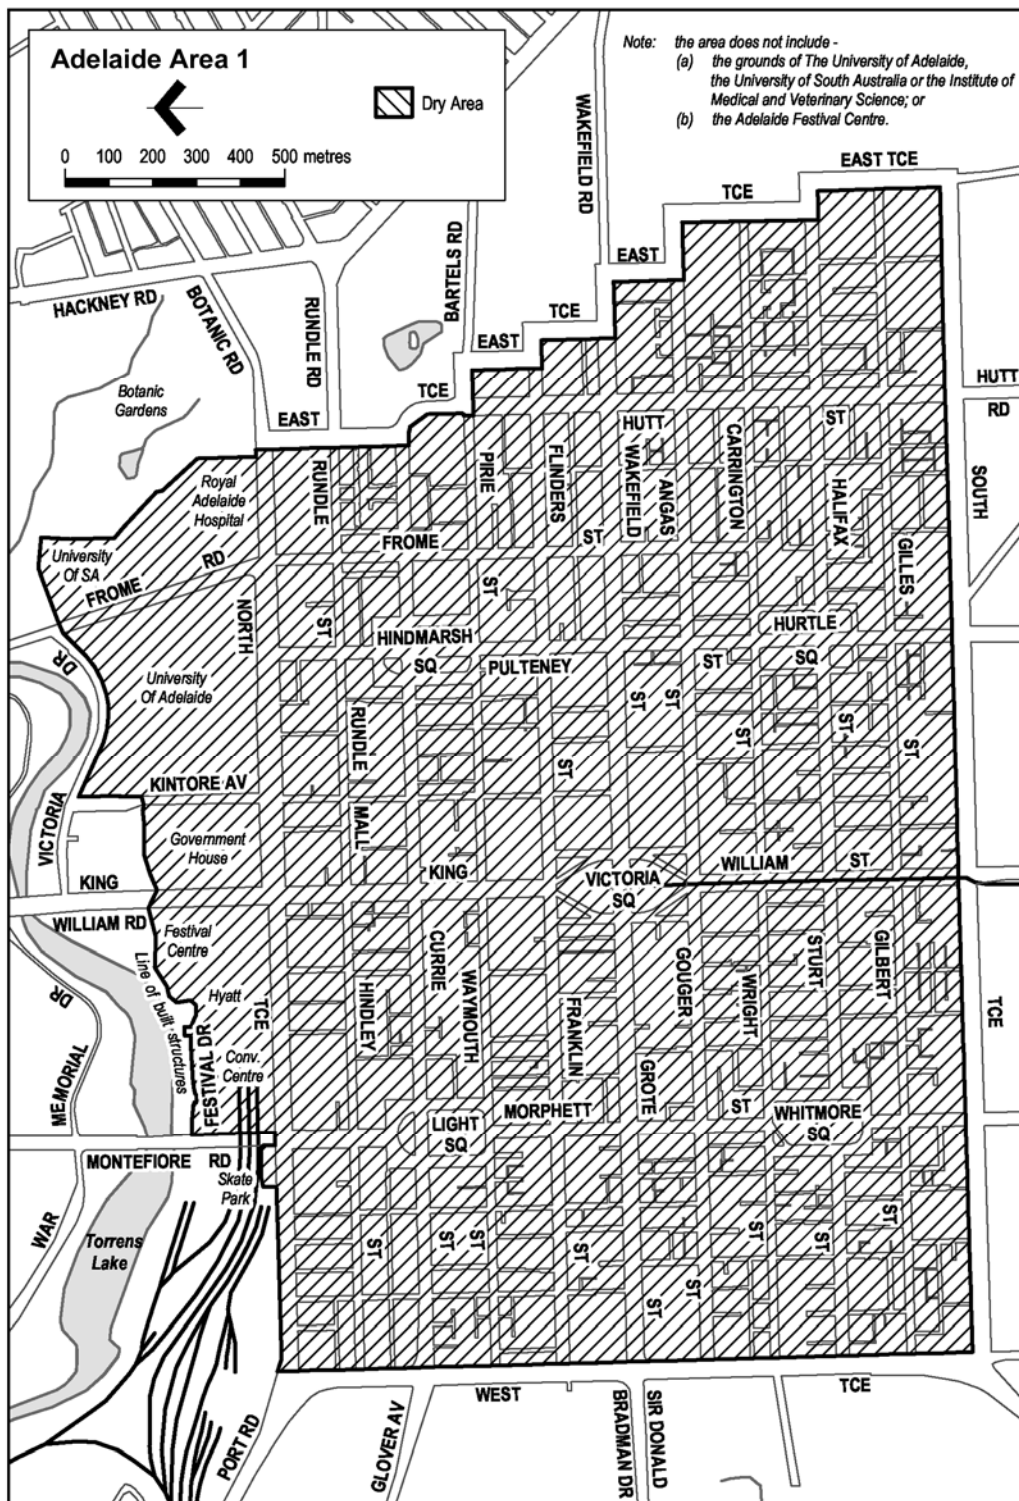 Adelaide Area 1
Dry Area
0 100 200 300 400 500 metres
Note: the area does not include -
(a) the grounds of The University of Adelaide,
the University of South Australia or the Institute of
Medical and Veterinary Science; or
(b) the Adelaide Festival Centre.
WAKEFIELD RD
EAST TCE
TCE
EAST
BARTELS RD
TCE
EAST
HACKNEY RD
BOTANIC RD
RUNDLE RD
TCE
EAST
Botanic
Gardens
HUTT
RD
ST
HUTT
SOUTH
Royal
Adelaide
Hospital
RUNDLE
PIRIE
FLINDERS
WAKEFIELD
ANGAS
CARRINGTON
HALIFAX
GILLES
University
Of SA
FROME
RD
FROME
ST
NORTH
ST
ST
HINDMARSH
SQ
PULTENEY
ST
HURTLE
SQ
DR
University
Of Adelaide
RUNDLE
ST
ST
ST
ST
ST
ST
KINTORE AV
MALL
VICTORIA
Government
House
KING
KING
VICTORIA
SQ
WILLIAM
ST
WILLIAM RD
Festival
Centre
Line of built structures
DR
Hyatt
TCE
CURRIE
WAYMOUTH
HINDLEY
FRANKLIN
GOUGER
WRIGHT
STURT
GILBERT
TCE
MEMORIAL
FESTIVAL DR
Conv.
Centre
GROTE
LIGHT
SQ
MORPHETT
ST
WHITMORE
SQ
MONTEFIORE RD
Skate
Park
WAR
Torrens
Lake
ST
ST
ST
ST
ST
ST
ST
ST
ST
WEST
TCE
PORT RD
GLOVER AV
SIR DONALD
BRADMAN DR